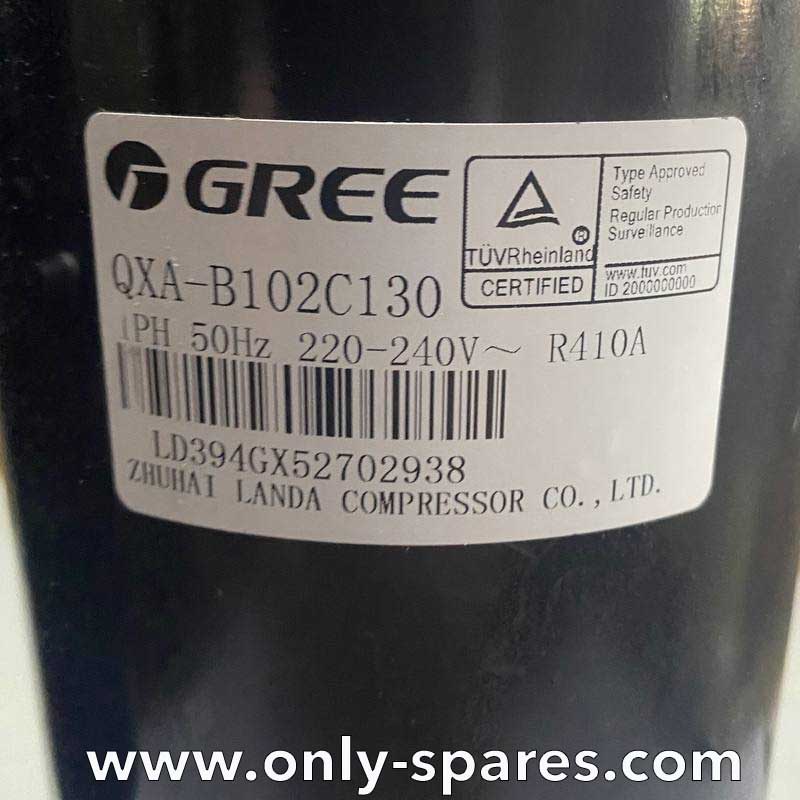 GREE
TÜVRheinland
CERTIFIED
Type Approved
Safety
Regular Production
Surveillance
www.tuv.com
ID 2000000000
QXA-B102C130
1PH 50Hz 220-240V~ R410A
LD394GX52702938
ZHUHAI LANDA COMPRESSOR CO.,LTD.
www.only-spares.com